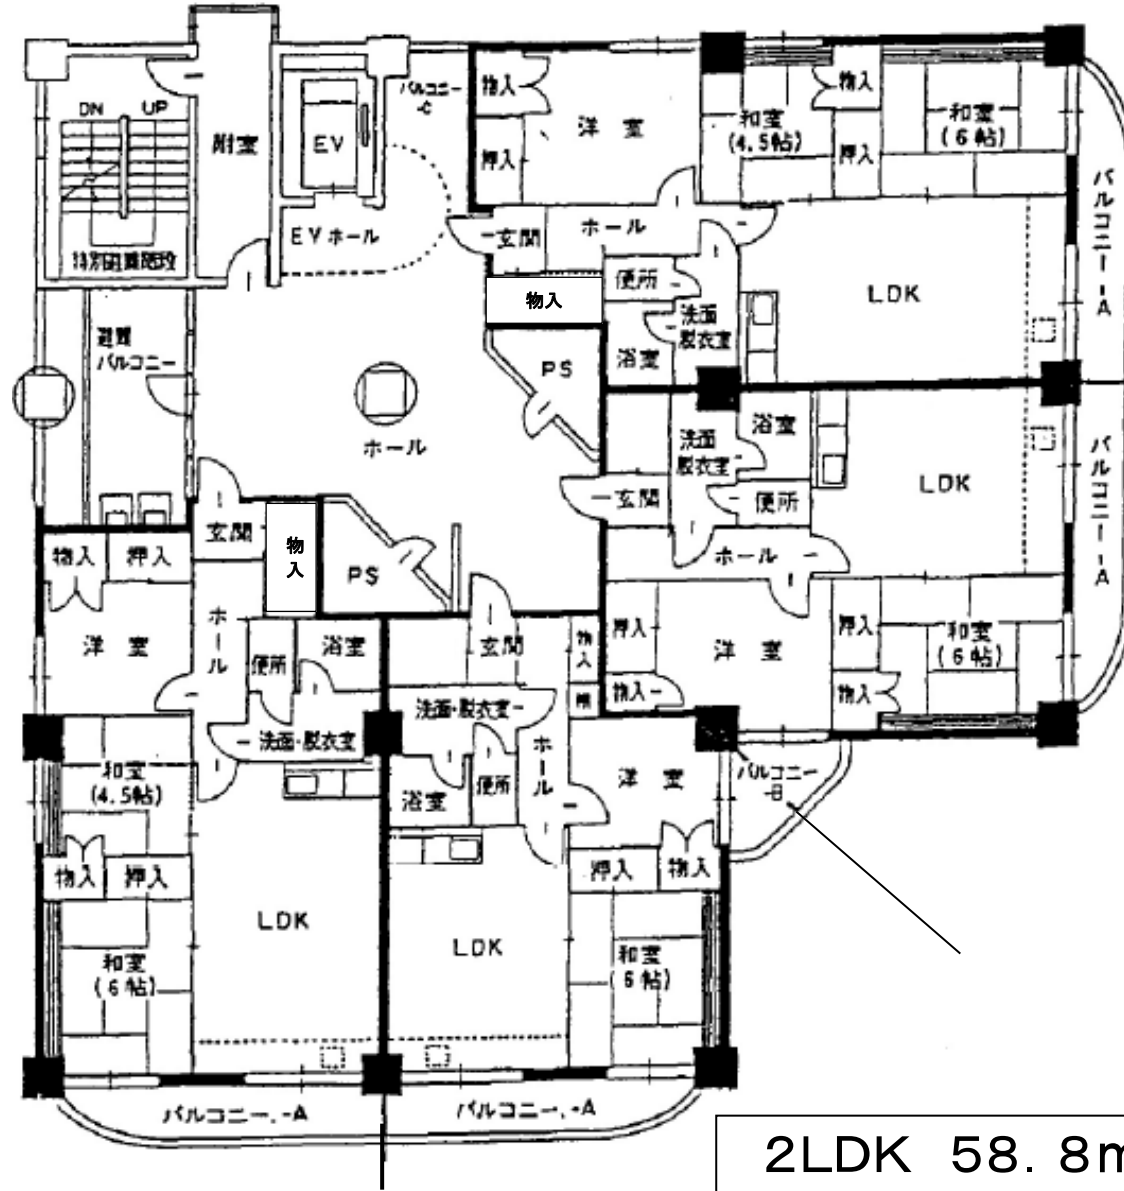 DN UP
附室
EV
バルコニー
-C
物入
押入
洋室
和室
(4.5帖)
物入
押入
和室
(6帖)
バルコニー-A
特別避難階段
EVホール
玄関
ホール
便所
物入
洗面
脱衣室
浴室
LDK
避難
バルコニー
PS
ホール
洗面
脱衣室
浴室
LDK
バルコニー-A
玄関
便所
ホール
玄関
物入
押入
物
入
PS
押入
洋室
押入
和室
(6帖)
物入
物入
洋室
ホール
便所
浴室
玄関
物入
洗面・脱衣室
洗面・脱衣室
ホール
便所
浴室
洋室
バルコニー
-B
和室
(4.5帖)
物入
押入
押入
物入
LDK
LDK
和室
(6帖)
和室
(6帖)
バルコニー-A
バルコニー-A
2LDK 58.8m